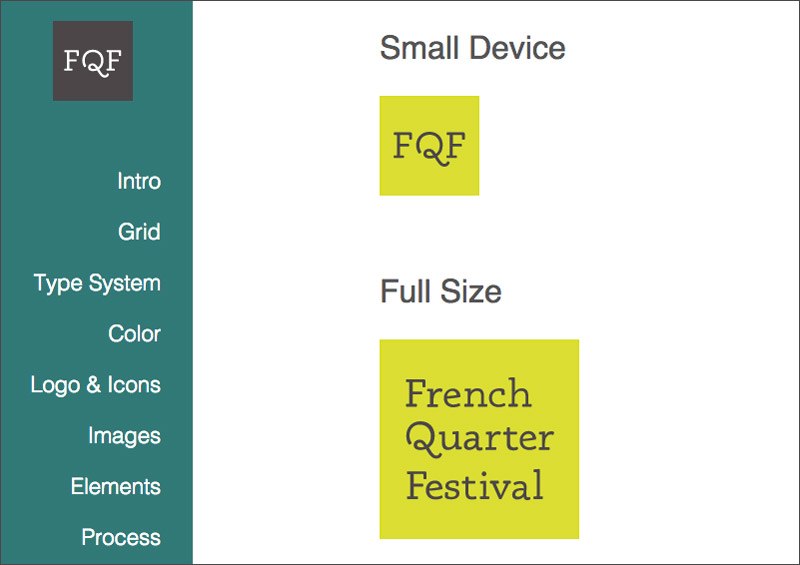 FQF
Intro
Grid
Type System
Color
Logo & Icons
Images
Elements
Process
Small Device
FQF
Full Size
French
Quarter
Festival